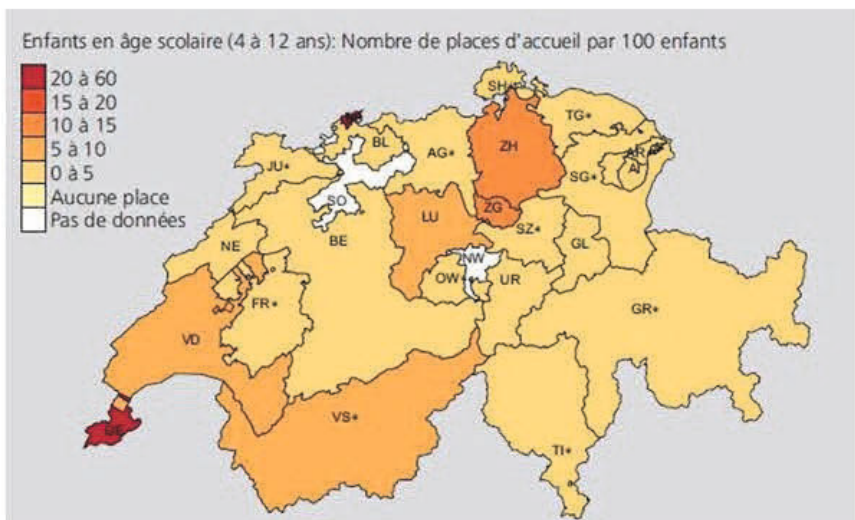 Enfants en âge scolaire (4 à 12 ans): Nombre de places d'accueil par 100 enfants
20 à 60
15 à 20
10 à 15
5 à 10
0 à 5
Aucune place
Pas de données
SH
TG
BL
AG
ZH
AR
AI
JU
SG
SO
ZG
LU
SZ
BE
NE
GL
NW
OW
UR
FR
GR
VD
VS
GE
TI